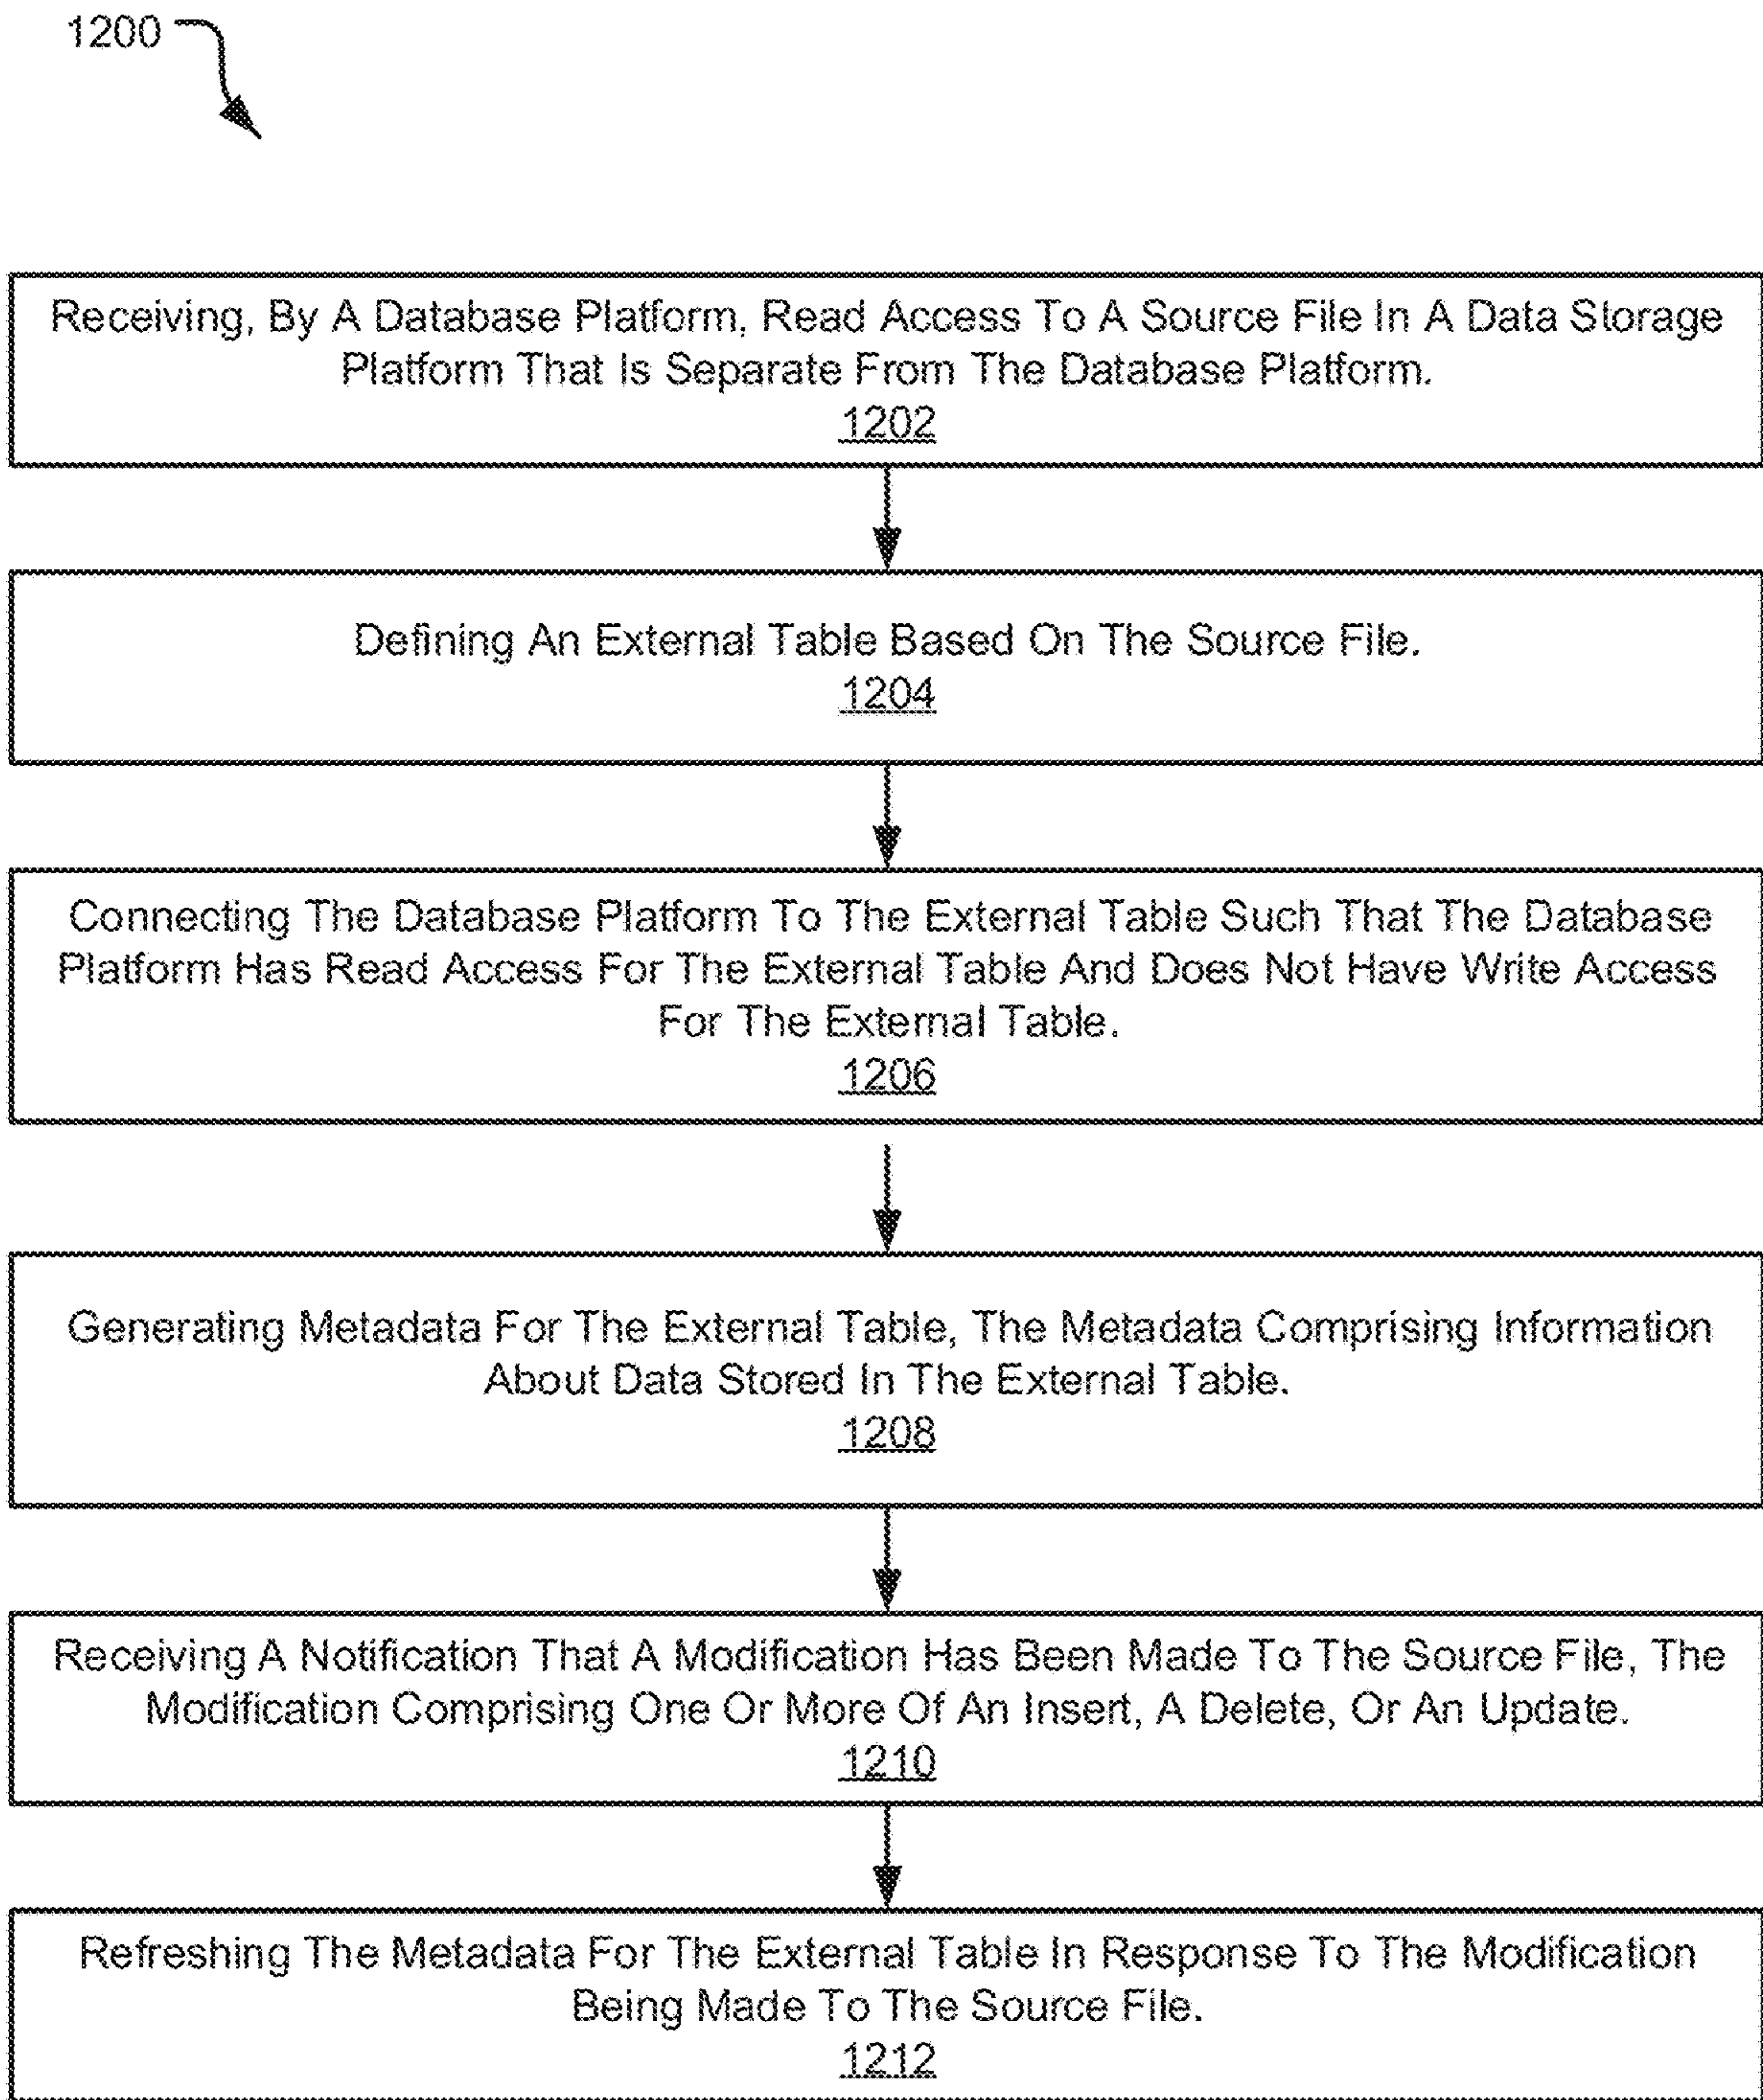 1200
Receiving, By A Database Platform, Read Access To A Source File In A Data Storage
Platform That Is Separate From The Database Platform.
1202
Defining An External Table Based On The Source File.
1204
Connecting The Database Platform To The External Table Such That The Database
Platform Has Read Access For The External Table And Does Not Have Write Access
For The External Table.
1206
Generating Metadata For The External Table, The Metadata Comprising Information
About Data Stored In The External Table.
1208
Receiving A Notification That A Modification Has Been Made To The Source File, The
Modification Comprising One Or More Of An Insert, A Delete, Or An Update.
1210
Refreshing The Metadata For The External Table In Response To The Modification
Being Made To The Source File.
1212